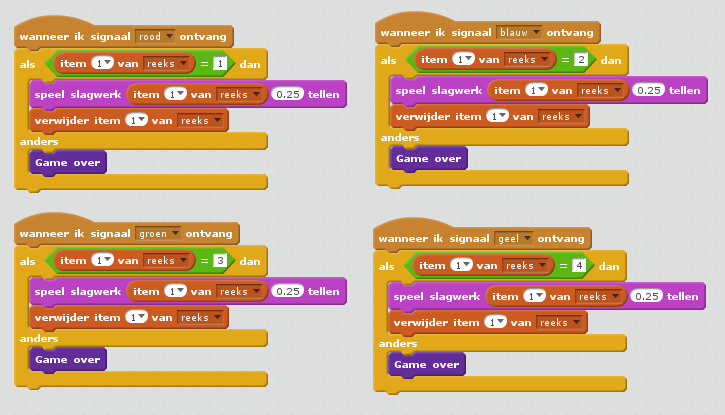 wanneer ik signaal rood ontvang
als item 1 van reeks = 1 dan
speel slagwerk item 1 van reeks 0.25 tellen
verwijder item 1 van reeks
anders
Game over
wanneer ik signaal blauw ontvang
als item 1 van reeks = 2 dan
speel slagwerk item 1 van reeks 0.25 tellen
verwijder item 1 van reeks
anders
Game over
wanneer ik signaal groen ontvang
als item 1 van reeks = 3 dan
speel slagwerk item 1 van reeks 0.25 tellen
verwijder item 1 van reeks
anders
Game over
wanneer ik signaal geel ontvang
als item 1 van reeks = 4 dan
speel slagwerk item 1 van reeks 0.25 tellen
verwijder item 1 van reeks
anders
Game over